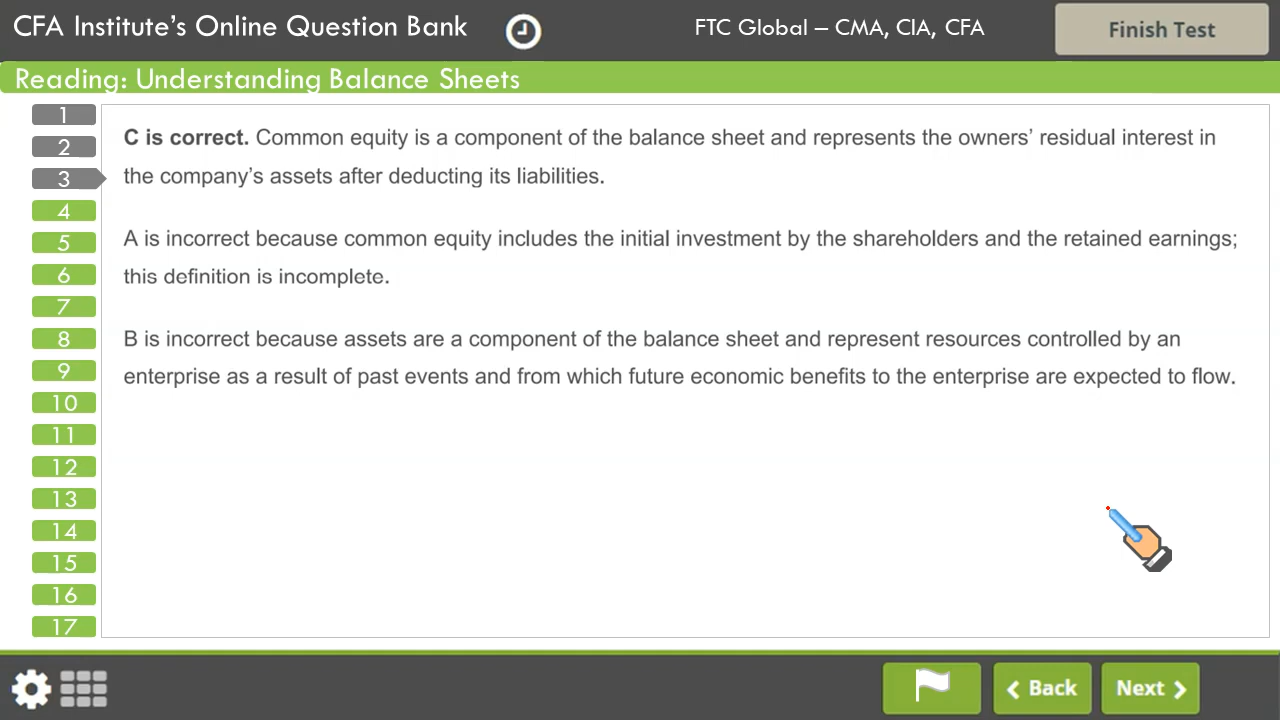 CFA Institute’s Online Question Bank
FTC Global – CMA, CIA, CFA
Finish Test
Reading: Understanding Balance Sheets
1
2
3
4
5
6
7
8
9
10
11
12
13
14
15
16
17
C is correct. Common equity is a component of the balance sheet and represents the owners’ residual interest in
the company’s assets after deducting its liabilities.
A is incorrect because common equity includes the initial investment by the shareholders and the retained earnings;
this definition is incomplete.
B is incorrect because assets are a component of the balance sheet and represent resources controlled by an
enterprise as a result of past events and from which future economic benefits to the enterprise are expected to flow.
Back
Next